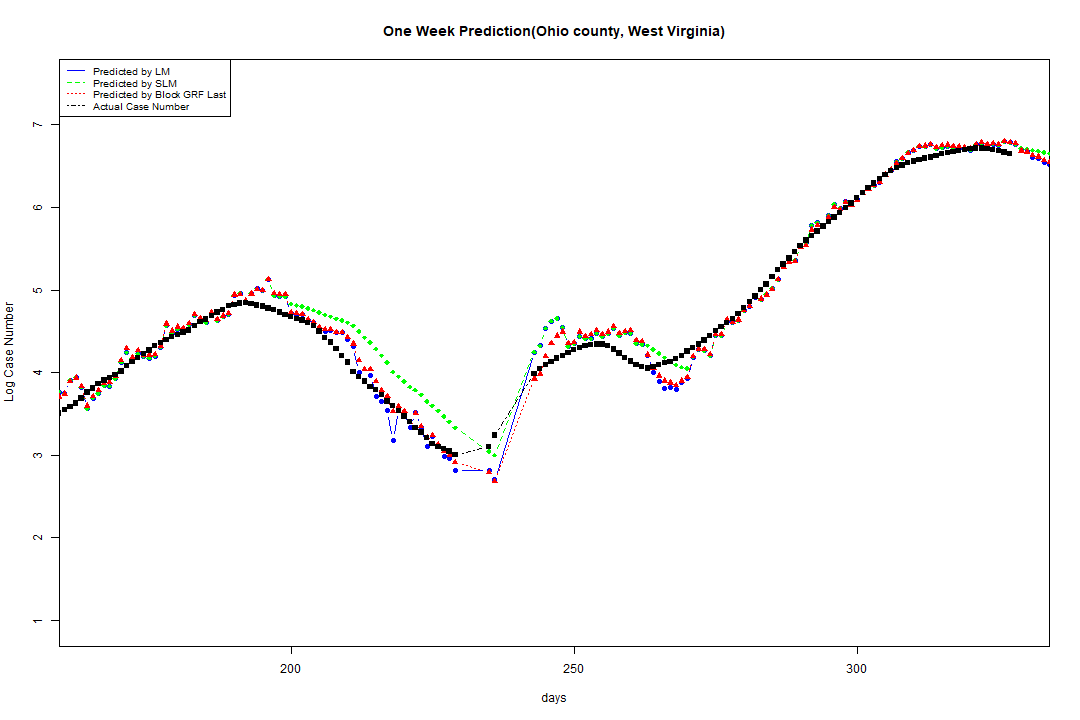 One Week Prediction(Ohio county, West Virginia)
Predicted by LM
Predicted by SLM
Predicted by Block GRF Last
Actual Case Number
7
6
5
4
3
2
1
Log Case Number
200 250 300
days